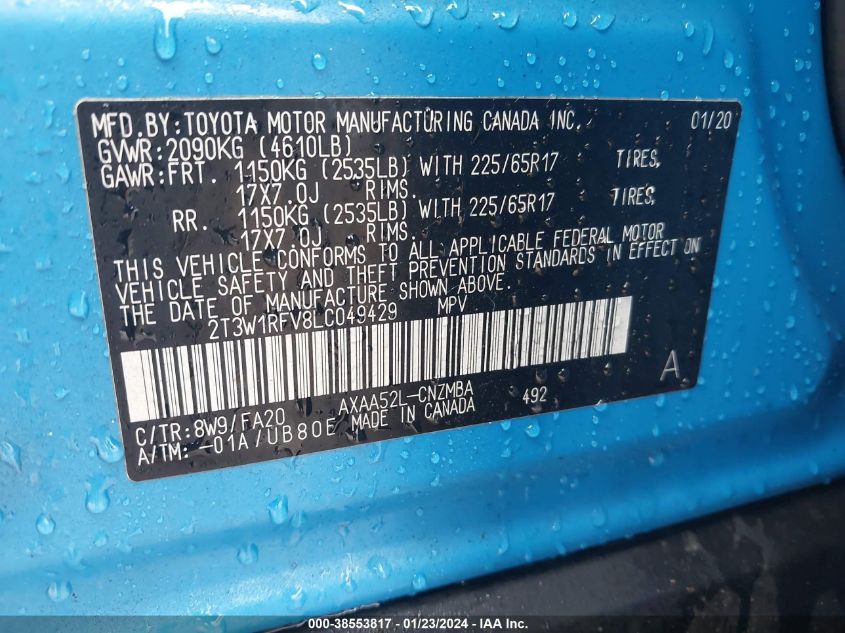 MFD.BY:TOYOTA MOTOR MANUFACTURING CANADA INC. 01/20
GVWR:2090KG (4610LB)
GAWR:FRT. 1150KG (2535LB) WITH 225/65R17 TIRES,
17X7.0J RIMS,
RR. 1150KG (2535LB) WITH 225/65R17 TIRES,
17X7.0J RIMS.
THIS VEHICLE CONFORMS TO ALL APPLICABLE FEDERAL MOTOR
VEHICLE SAFETY AND THEFT PREVENTION STANDARDS IN EFFECT ON
THE DATE OF MANUFACTURE SHOWN ABOVE.
2T3W1RFV8LC049429 MPV
A
C/TR:8W9/FA20 AXAA52L-CNZMBA 492
A/TM:-01A/UB80E MADE IN CANADA
000-38553817 - 01/23/2024 - IAAI.COM